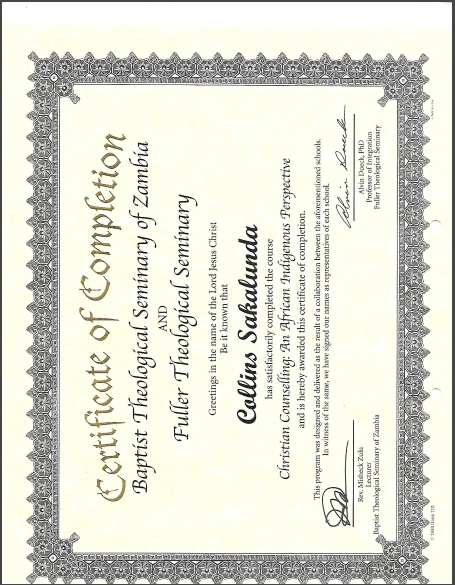 Certificate of Completion
Baptist Theological Seminary of Zambia
AND
Fuller Theological Seminary
Greetings in the name of the Lord Jesus Christ
Be it known that
Collins Sakalunda
has satisfactorily completed the course
Christian Counselling: An African Indigenous Perspective
and is hereby awarded this certificate of completion.
This program was designed and delivered as the result of a collaboration between the aforementioned schools.
In witness of the same, we have signed our names as representatives of each school.
Rev. Misheck Zulu
Lecturer
Baptist Theological Seminary of Zambia
Alvin Dueck
Alvin Dueck, PhD
Professor of Integration
Fuller Theological Seminary